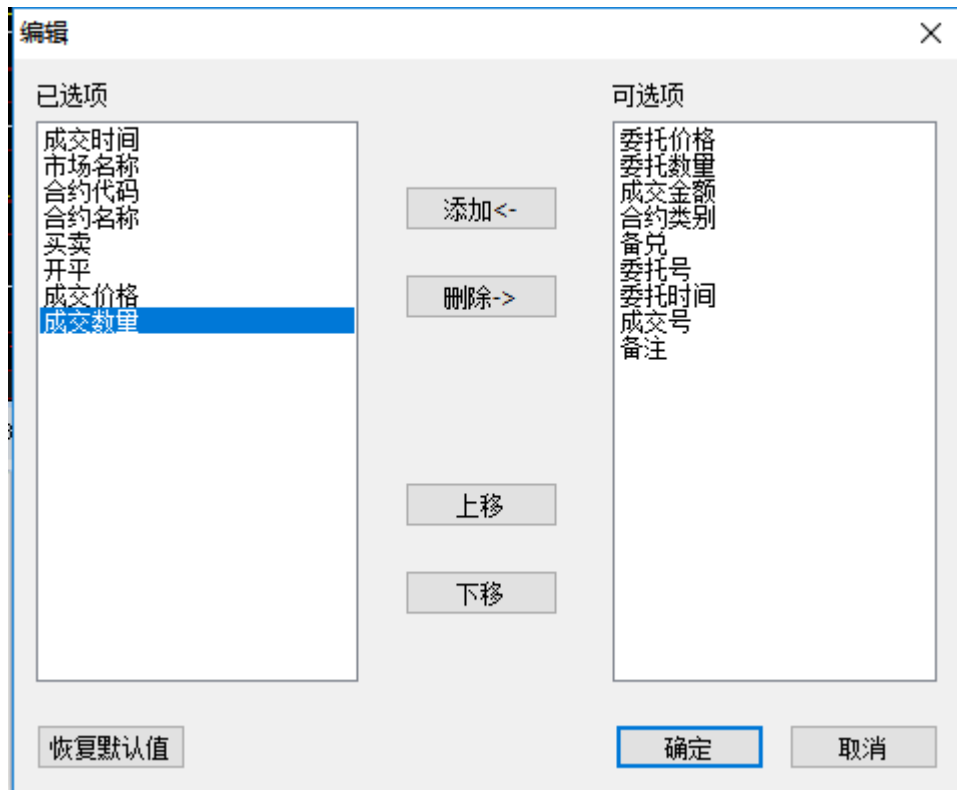 编辑
已选项
成交时间
市场名称
合约代码
合约名称
买卖
开平
成交价格
成交数量
添加<-
删除->
上移
下移
可选项
委托价格
委托数量
成交金额
合约类别
备兑
委托号
委托时间
成交号
备注
恢复默认值
确定
取消